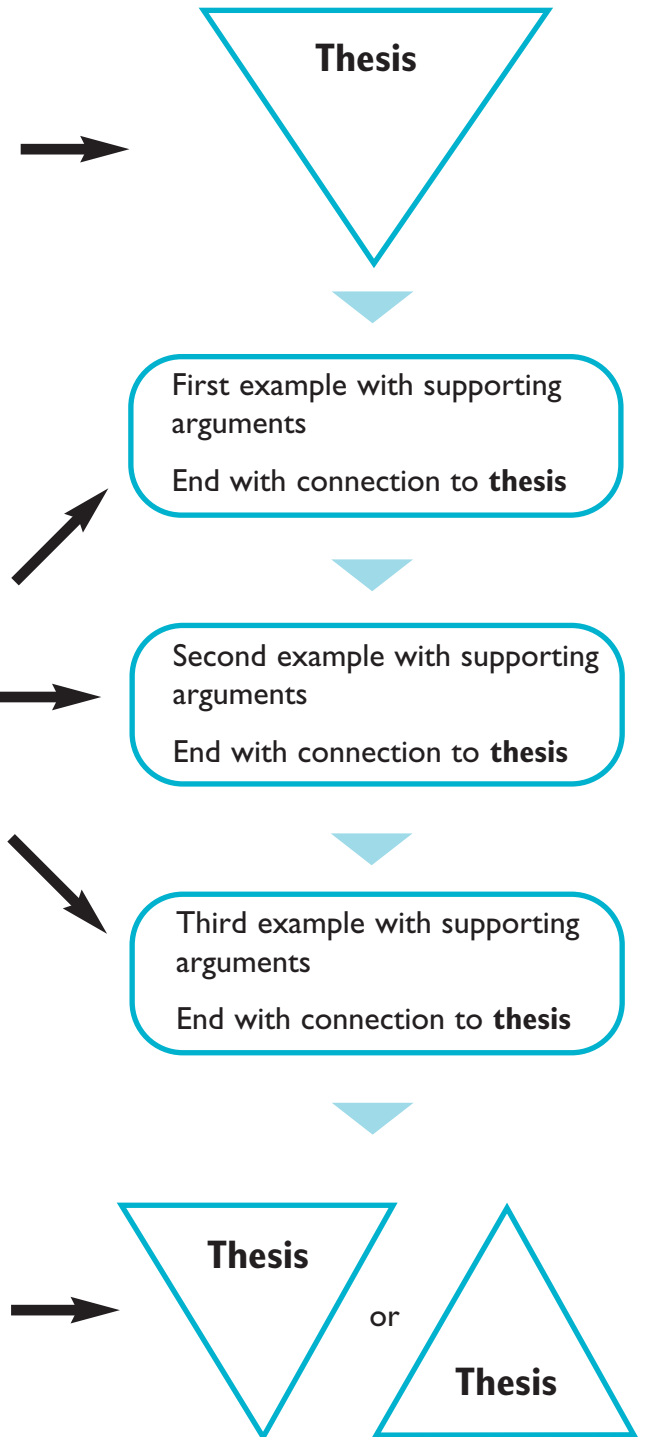 Thesis
First example with supporting
arguments
End with connection to thesis
Second example with supporting
arguments
End with connection to thesis
Third example with supporting
arguments
End with connection to thesis
Thesis
or
Thesis